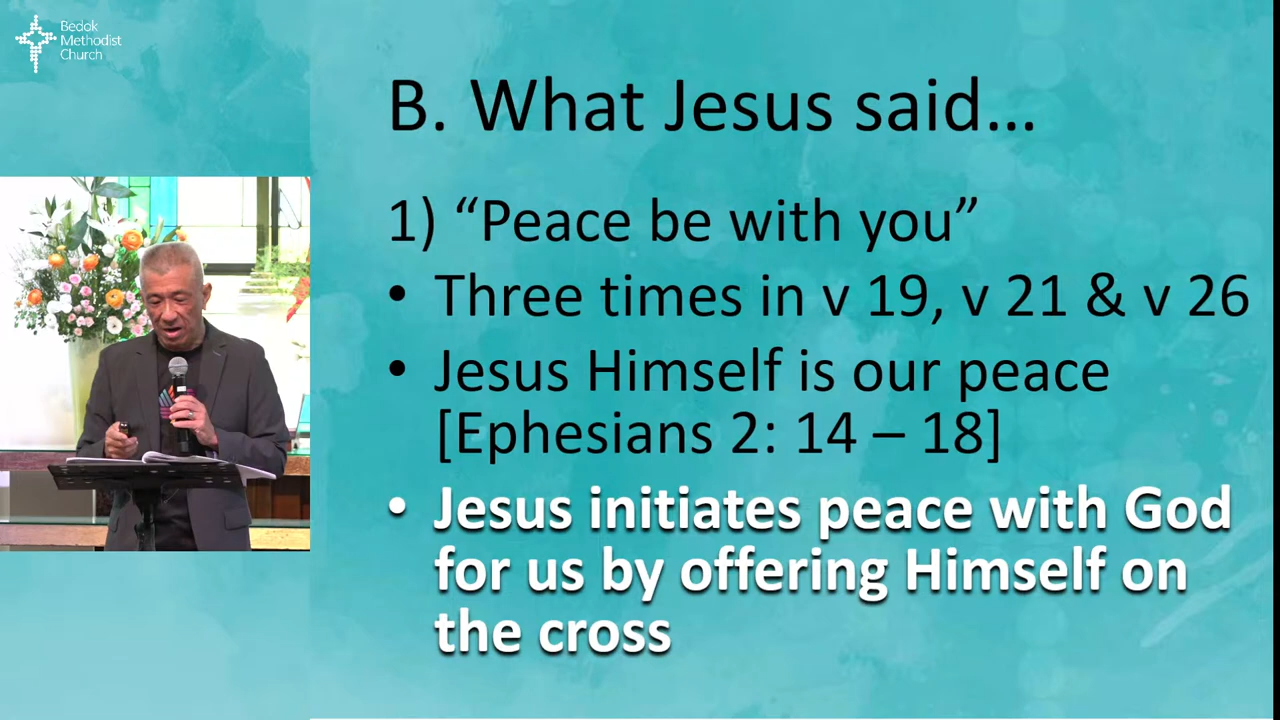 Bedok
Methodist
Church
B. What Jesus said…
1) “Peace be with you”
• Three times in v 19, v 21 & v 26
• Jesus Himself is our peace
[Ephesians 2: 14 – 18]
• Jesus initiates peace with God
for us by offering Himself on
the cross